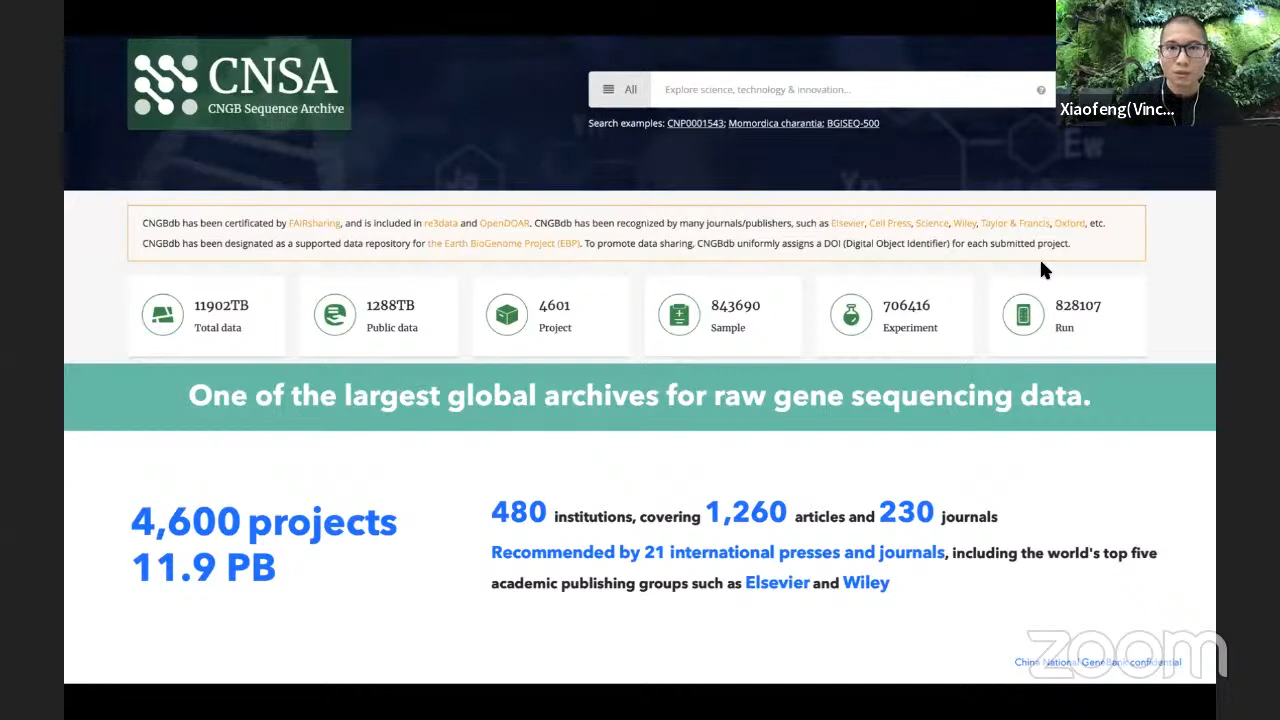 CNSA
CNGB Sequence Archive
All
Explore science, technology & innovation...
Search examples: CNP0001543; Momordica charantia; BGISEQ-500
Xiaofeng(Vinc...
CNGBdb has been certificated by FAIRsharing, and is included in re3data and OpenDOAR. CNGBdb has been recognized by many journals/publishers, such as Elsevier, Cell Press, Science, Wiley, Taylor & Francis, Oxford, etc.
CNGBdb has been designated as a supported data repository for the Earth BioGenome Project (EBP). To promote data sharing, CNGBdb uniformly assigns a DOI (Digital Object Identifier) for each submitted project.
11902TB
Total data
1288TB
Public data
4601
Project
843690
Sample
706416
Experiment
828107
Run
One of the largest global archives for raw gene sequencing data.
4,600 projects
11.9 PB
480 institutions, covering 1,260 articles and 230 journals
Recommended by 21 international presses and journals, including the world's top five
academic publishing groups such as Elsevier and Wiley
China National GeneBank confidential
zoom